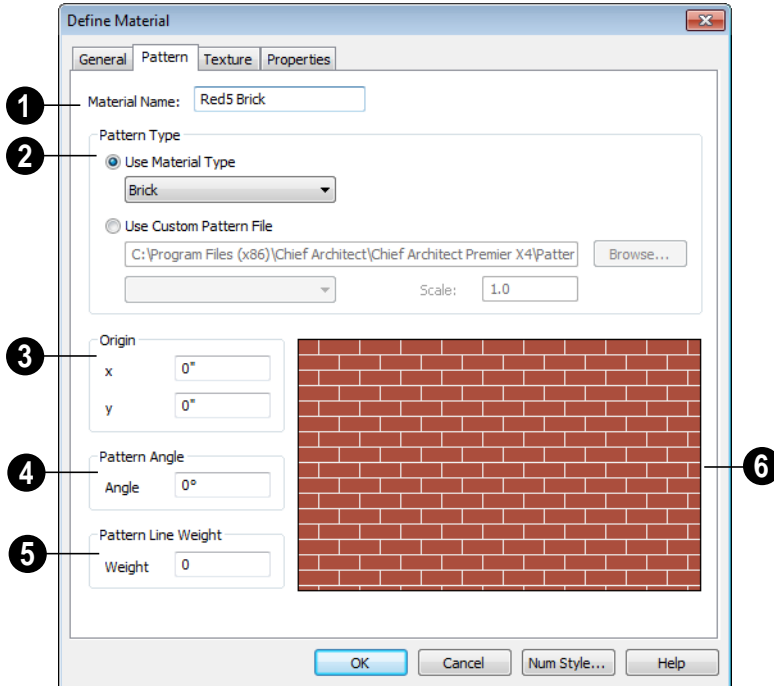 Define Material
General Pattern Texture Properties
1 Material Name: Red5 Brick
Pattern Type
2 Use Material Type
Brick
Use Custom Pattern File
C:\Program Files (x86)\Chief Architect\Chief Architect Premier X4\Patter Browse...
Scale: 1.0
Origin
3 x 0"
y 0"
Pattern Angle
4 Angle 0° 6
Pattern Line Weight
5 Weight 0
OK Cancel Num Style... Help